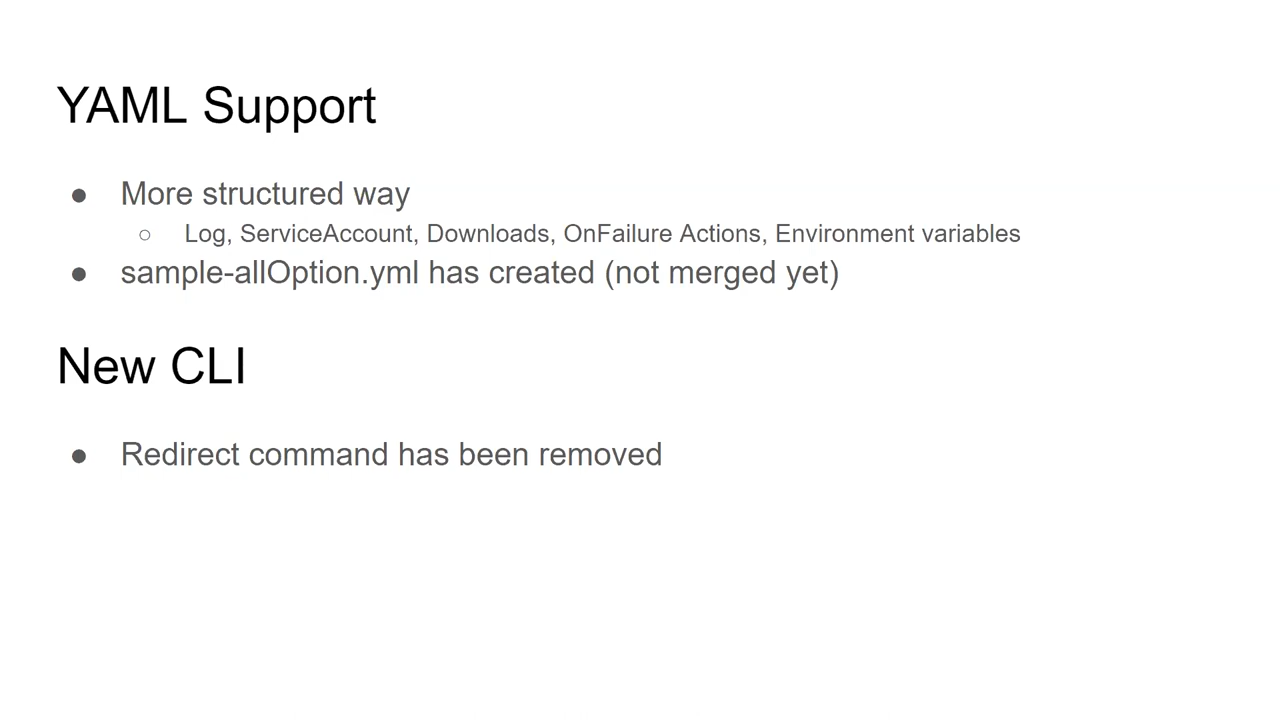 YAML Support
● More structured way
○ Log, ServiceAccount, Downloads, OnFailure Actions, Environment variables
● sample-allOption.yml has created (not merged yet)
New CLI
● Redirect command has been removed